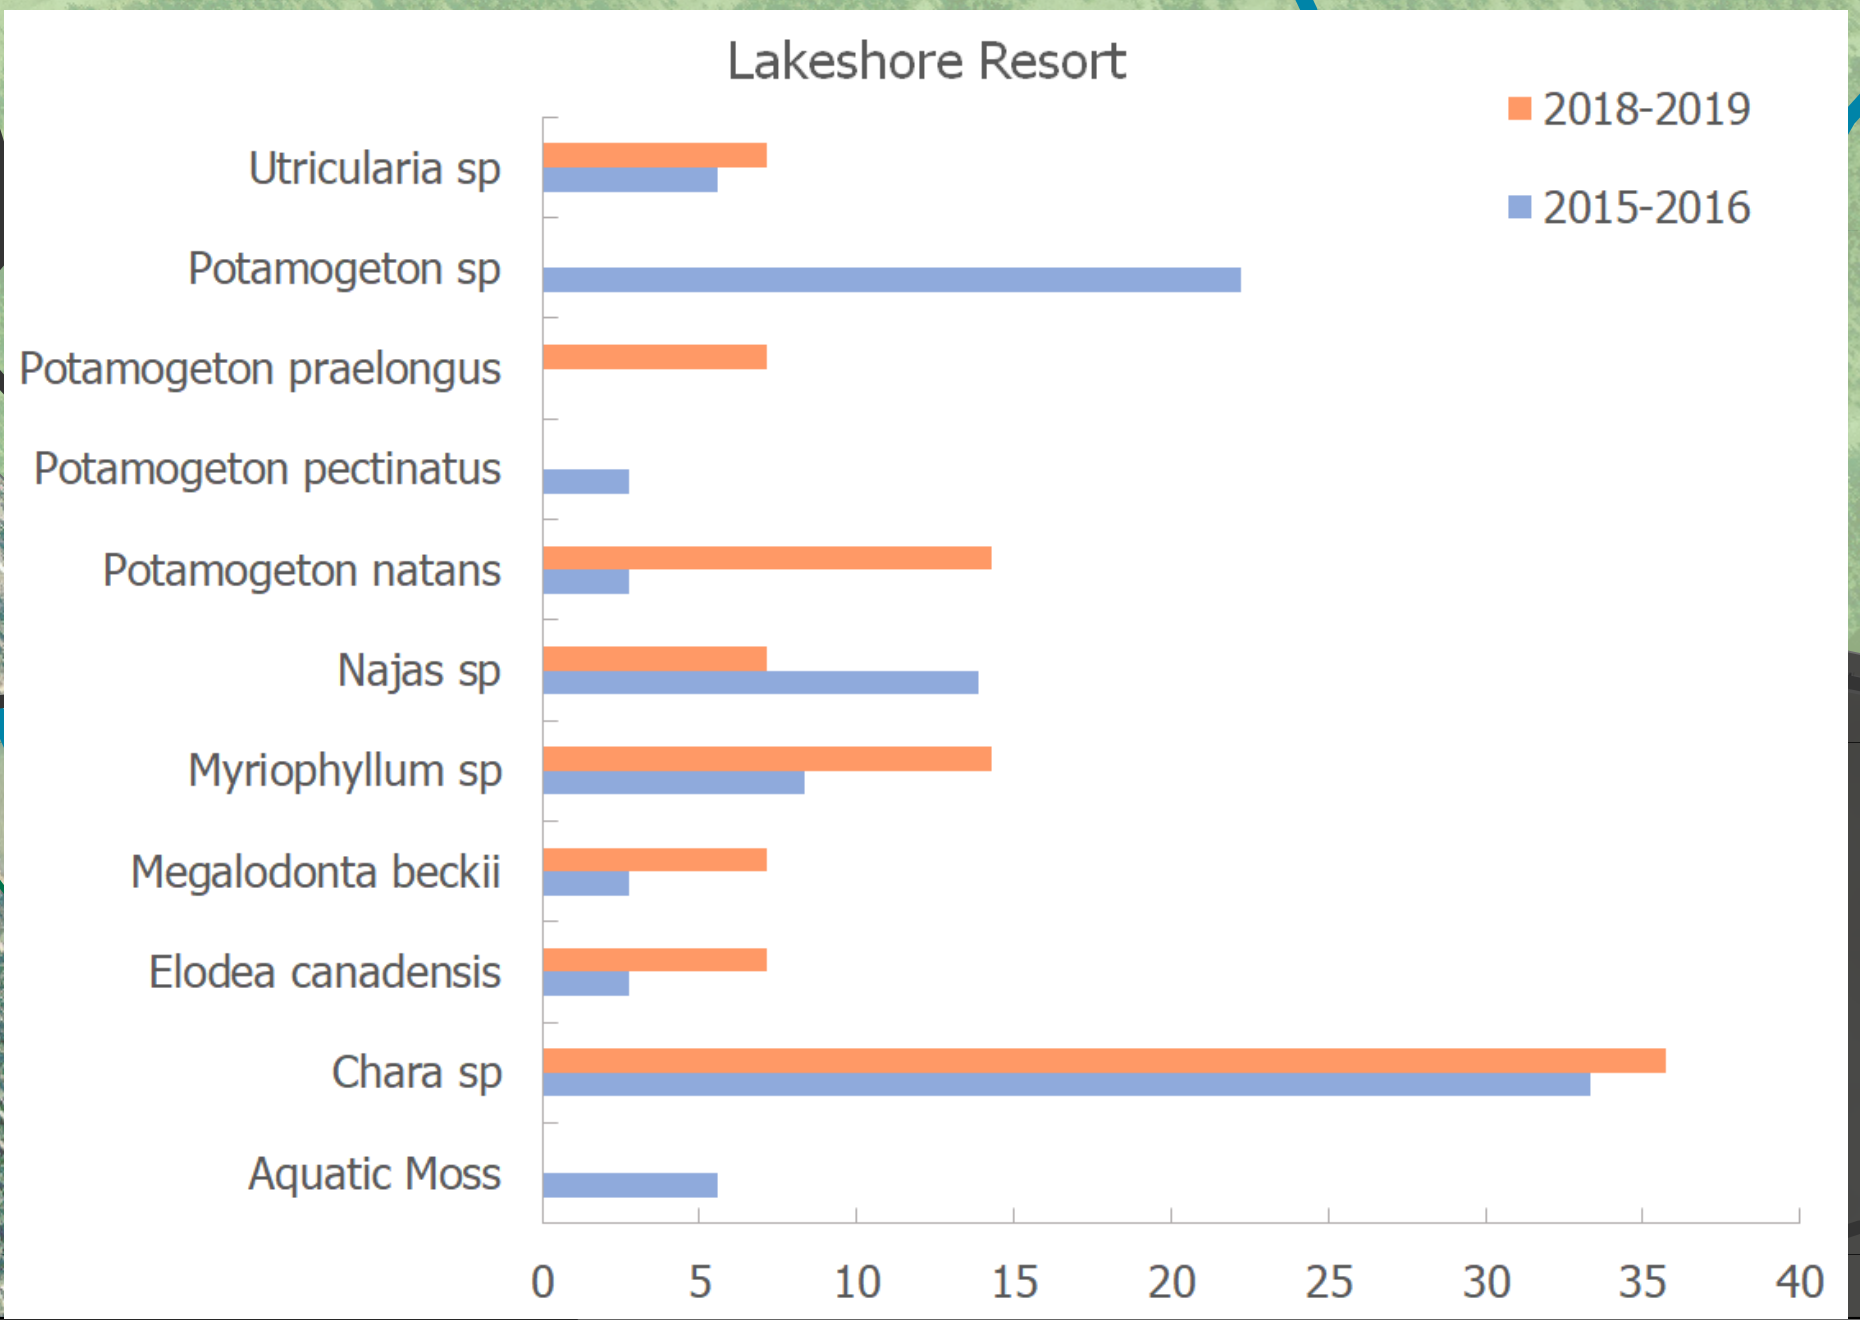 Lakeshore Resort
2018-2019
2015-2016
Utricularia sp
Potamogeton sp
Potamogeton praelongus
Potamogeton pectinatus
Potamogeton natans
Najas sp
Myriophyllum sp
Megalodonta beckii
Elodea canadensis
Chara sp
Aquatic Moss
0 5 10 15 20 25 30 35 40